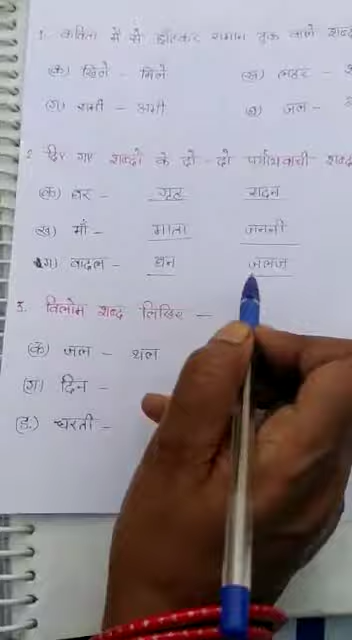 1. कविता में से छाँटकर समान तुक वाले शब्द
(क) खिले - मिले (ख) लहर -
(ग) सभी - अभी (घ) जल -
2. दिए गए शब्दों के दो-दो पर्यायवाची शब्द
(क) घर - गृह सदन
(ख) माँ - माता जननी
(ग) बादल - घन जलज
3. विलोम शब्द लिखिए -
(क) जल - थल
(ग) दिन -
(ड.) धरती -